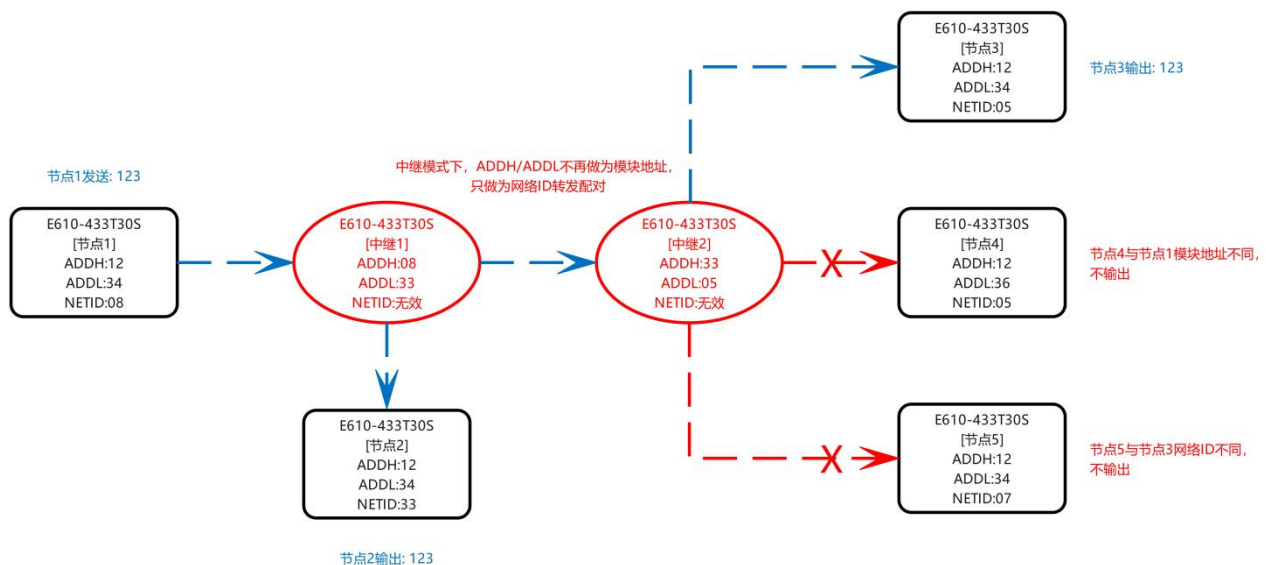 E610-433T30S
[节点3]
ADDH:12
ADDL:34
NETID:05
节点3输出: 123
中继模式下，ADDH/ADDL不再做为模块地址，
只做为网络ID转发配对
节点1发送: 123
E610-433T30S
[节点1]
ADDH:12
ADDL:34
NETID:08
E610-433T30S
[中继1]
ADDH:08
ADDL:33
NETID:无效
E610-433T30S
[中继2]
ADDH:33
ADDL:05
NETID:无效
X
E610-433T30S
[节点4]
ADDH:12
ADDL:36
NETID:05
节点4与节点1模块地址不同，
不输出
E610-433T30S
[节点2]
ADDH:12
ADDL:34
NETID:33
节点2输出: 123
X
E610-433T30S
[节点5]
ADDH:12
ADDL:34
NETID:07
节点5与节点3网络ID不同，
不输出